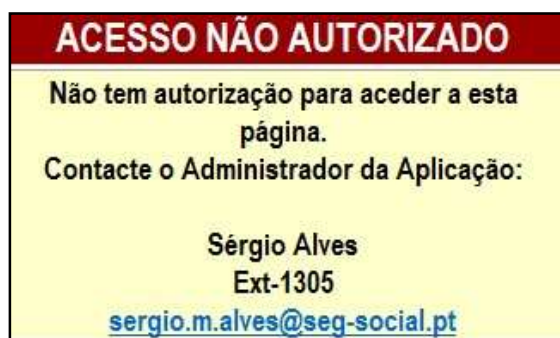 ACESSO NÃO AUTORIZADO
Não tem autorização para aceder a esta
página.
Contacte o Administrador da Aplicação:
Sérgio Alves
Ext-1305
sergio.m.alves@seg-social.pt